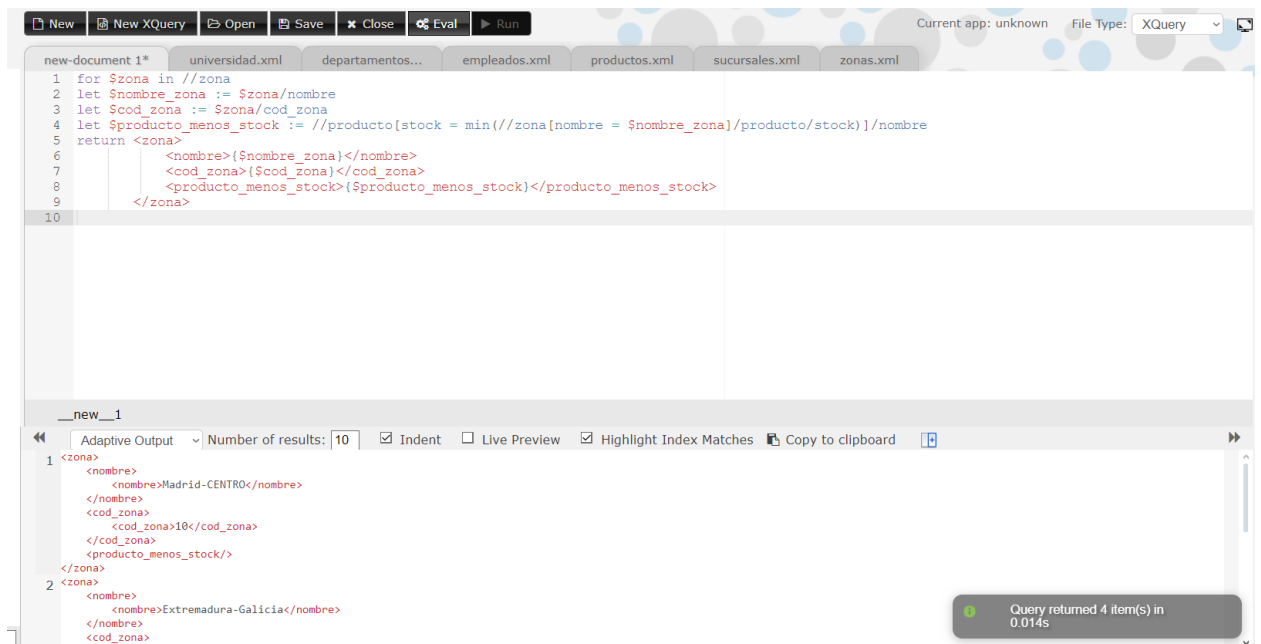 New New XQuery Open Save Close Eval Run Current app: unknown File Type: XQuery
new-document 1* universidad.xml departamentos... empleados.xml productos.xml sucursales.xml zonas.xml
1 for $zona in //zona
2 let $nombre_zona := $zona/nombre
3 let $cod_zona := $zona/cod_zona
4 let $producto_menos_stock := //producto[stock = min(//zona[nombre = $nombre_zona]/producto/stock)]/nombre
5 return <zona>
6 <nombre>{$nombre_zona}</nombre>
7 <cod_zona>{$cod_zona}</cod_zona>
8 <producto_menos_stock>{$producto_menos_stock}</producto_menos_stock>
9 </zona>
10
__new__1
Adaptive Output Number of results: 10 Indent Live Preview Highlight Index Matches Copy to clipboard
1 <zona>
<nombre>
<nombre>Madrid-CENTRO</nombre>
</nombre>
<cod_zona>
<cod_zona>10</cod_zona>
</cod_zona>
<producto_menos_stock/>
</zona>
2 <zona>
<nombre>
<nombre>Extremadura-Galicia</nombre>
</nombre>
<cod_zona>
Query returned 4 item(s) in
0.014s